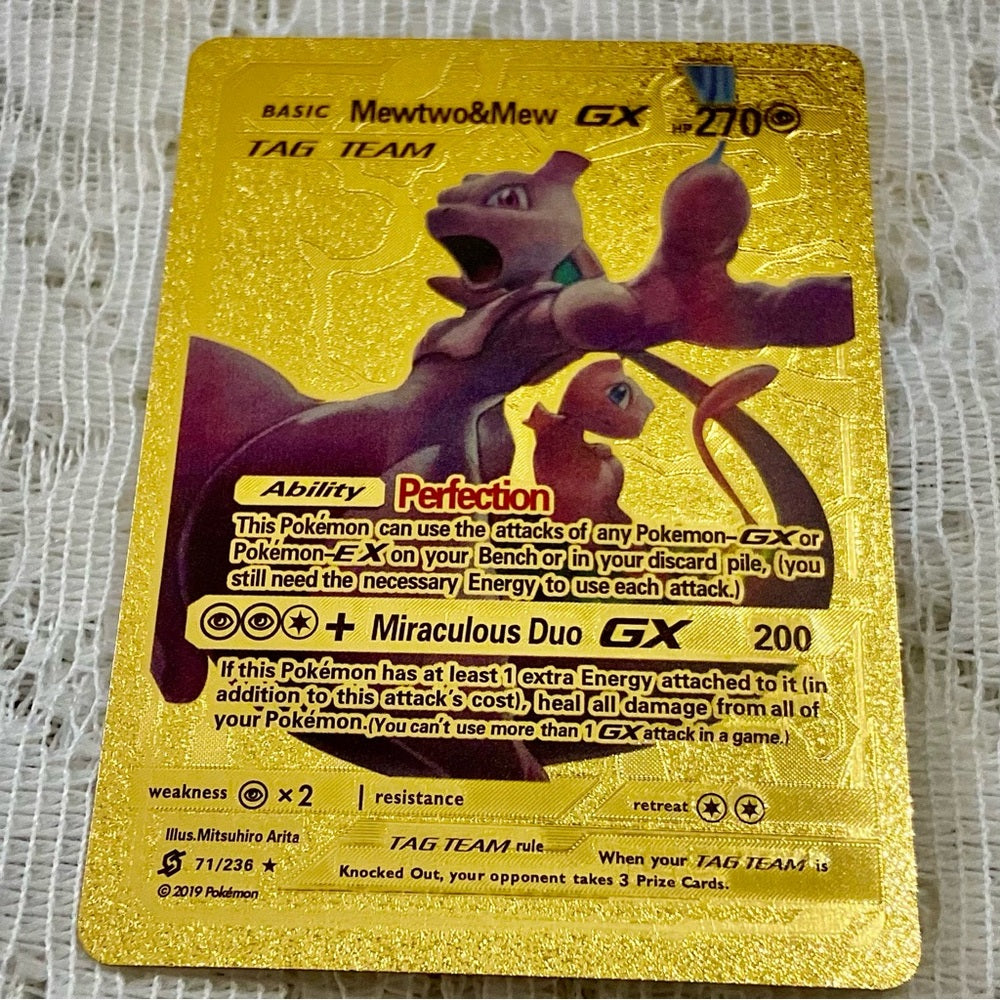 BASIC Mewtwo&Mew GX HP 270
TAG TEAM
Ability Perfection
This Pokémon can use the attacks of any Pokemon-GX or
Pokémon-EX on your Bench or in your discard pile, (you
still need the necessary Energy to use each attack.)
+ Miraculous Duo GX 200
If this Pokémon has at least 1 extra Energy attached to it (in
addition to this attack's cost), heal all damage from all of
your Pokémon.(You can't use more than 1 GX attack in a game.)
weakness ×2 resistance retreat
Illus.Mitsuhiro Arita
TAG TEAM rule When your TAG TEAM is
71/236 ★
Knocked Out, your opponent takes 3 Prize Cards.
© 2019 Pokémon